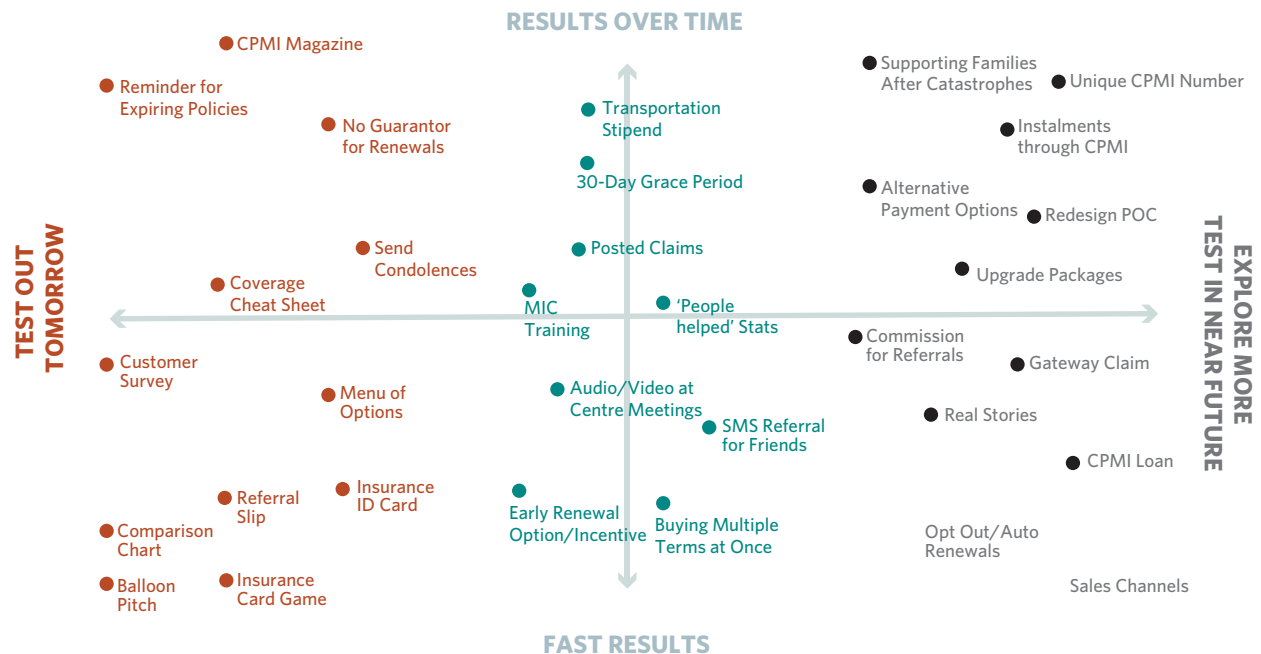 RESULTS OVER TIME
CPMI Magazine
Reminder for
Expiring Policies
No Guarantor
for Renewals
Transportation
Stipend
30-Day Grace Period
Supporting Families
After Catastrophes
Unique CPMI Number
Instalments
through CPMI
Alternative
Payment Options
Redesign POC
TEST OUT
TOMORROW
Send
Condolences
Coverage
Cheat Sheet
Posted Claims
MIC
Training
‘People
helped’ Stats
Upgrade Packages
EXPLORE MORE
TEST IN NEAR FUTURE
Customer
Survey
Menu of
Options
Audio/Video at
Centre Meetings
SMS Referral
for Friends
Commission
for Referrals
Gateway Claim
Real Stories
CPMI Loan
Referral
Slip
Insurance
ID Card
Comparison
Chart
Balloon
Pitch
Insurance
Card Game
Early Renewal
Option/Incentive
Buying Multiple
Terms at Once
Opt Out/Auto
Renewals
Sales Channels
FAST RESULTS